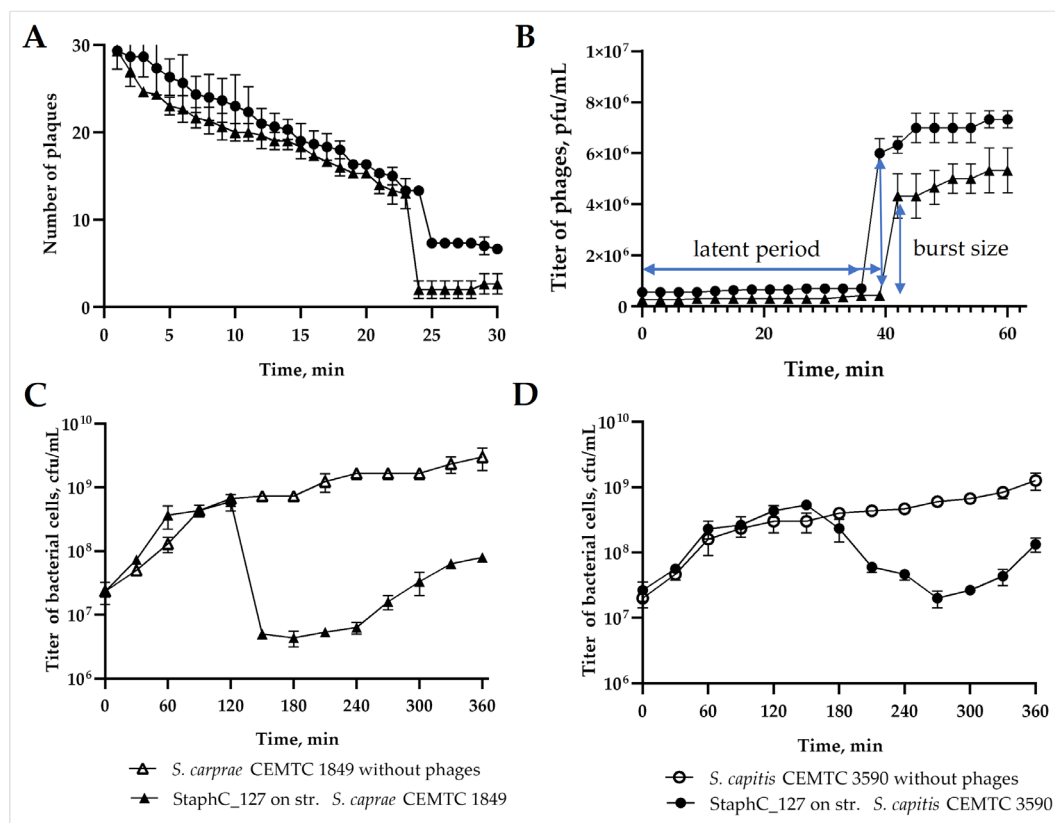 A
30
20
10
0
Number of plaques
0 5 10 15 20 25 30
Time, min
B
1×10⁷
8×10⁶
6×10⁶
4×10⁶
2×10⁶
0
Titer of phages, pfu/mL
latent period
burst size
0 20 40 60
Time, min
C
10¹⁰
10⁹
10⁸
10⁷
10⁶
Titer of bacterial cells, cfu/mL
0 60 120 180 240 300 360
Time, min
S. carprae CEMTC 1849 without phages
StaphC_127 on str. S. caprae CEMTC 1849
D
10¹⁰
10⁹
10⁸
10⁷
10⁶
Titer of bacterial cells, cfu/mL
0 60 120 180 240 300 360
Time, min
S. capitis CEMTC 3590 without phages
StaphC_127 on str. S. capitis CEMTC 3590